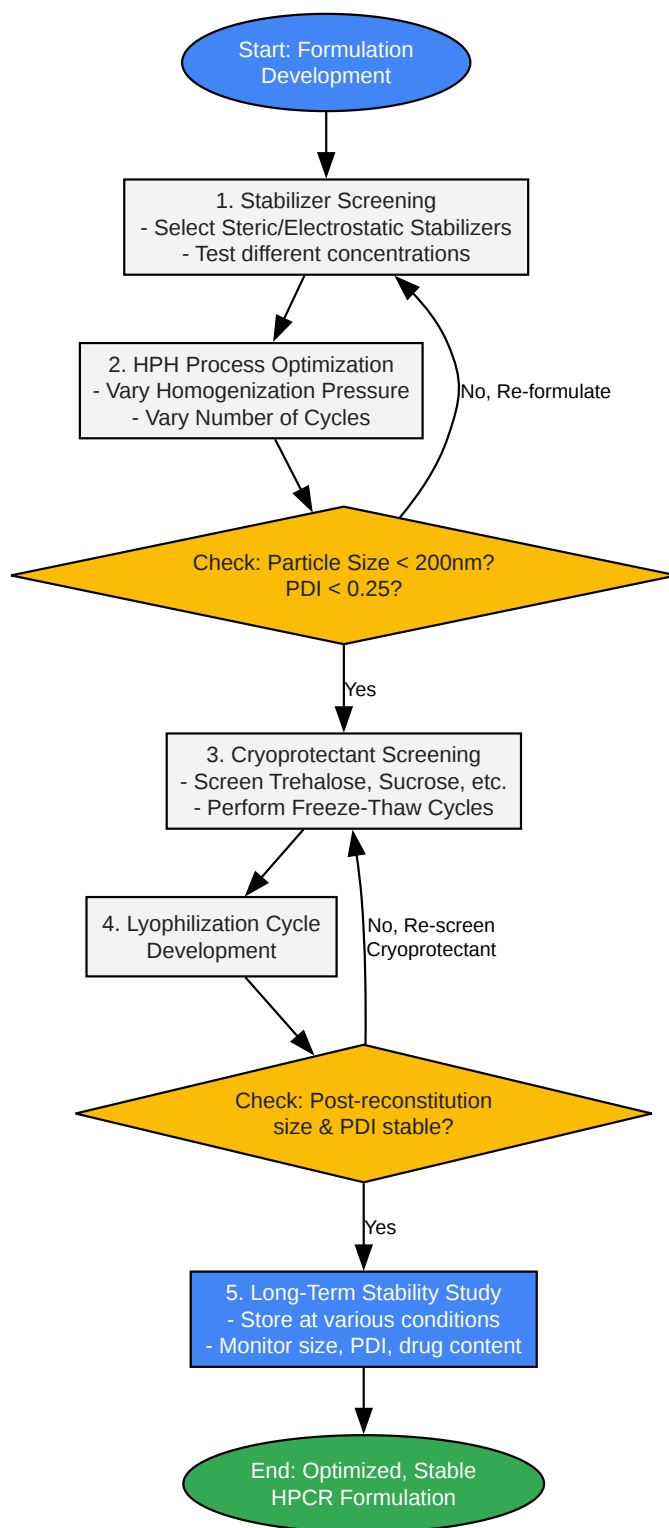 Start: Formulation
Development
1. Stabilizer Screening
- Select Steric/Electrostatic Stabilizers
- Test different concentrations
2. HPH Process Optimization
- Vary Homogenization Pressure
- Vary Number of Cycles
No, Re-formulate
Check: Particle Size < 200nm?
PDI < 0.25?
Yes
3. Cryoprotectant Screening
- Screen Trehalose, Sucrose, etc.
- Perform Freeze-Thaw Cycles
4. Lyophilization Cycle
Development
No, Re-screen
Cryoprotectant
Check: Post-reconstitution
size & PDI stable?
Yes
5. Long-Term Stability Study
- Store at various conditions
- Monitor size, PDI, drug content
End: Optimized, Stable
HPCR Formulation